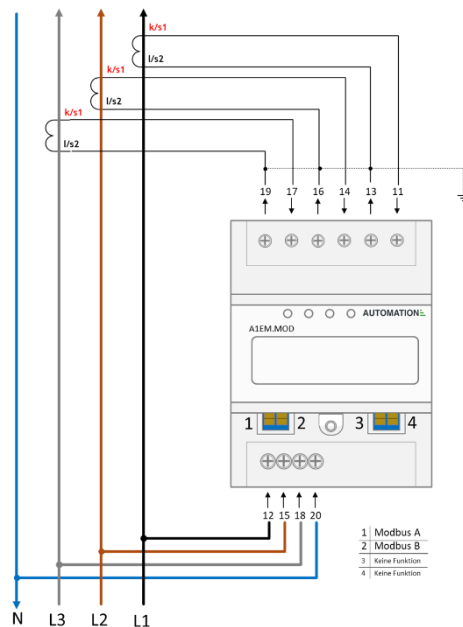 k/s1
l/s2
k/s1
l/s2
k/s1
l/s2
19 17 16 14 13 11
AUTOMATIONE
A1EM.MOD
1 2 3 4
12 15 18 20
1 Modbus A
2 Modbus B
3 Keine Funktion
4 Keine Funktion
N L3 L2 L1